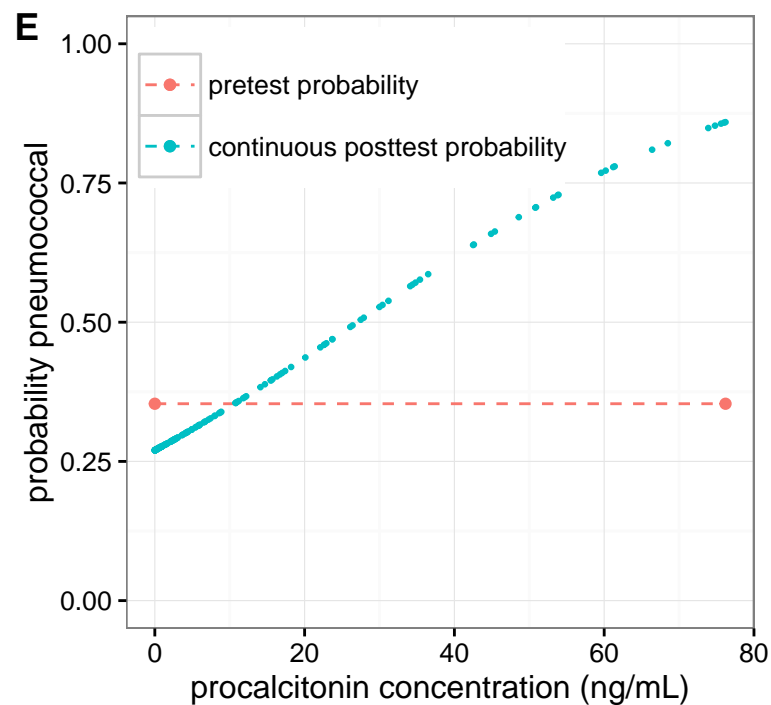 E
1.00
0.75
0.50
0.25
0.00
probability pneumococcal
pretest probability
continuous posttest probability
0 20 40 60 80
procalcitonin concentration (ng/mL)